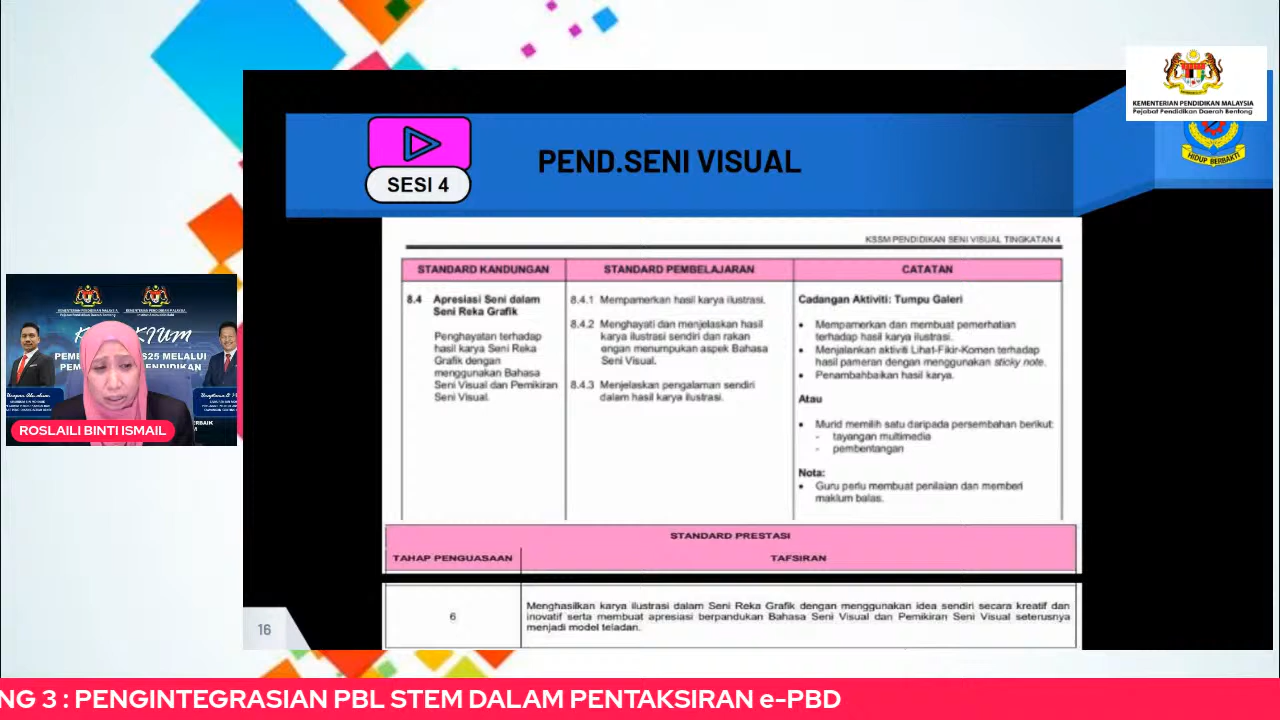 KEMENTERIAN PENDIDIKAN MALAYSIA
Pejabat Pendidikan Daerah Bentong
HIDUP BERBAKTI
SESI 4
PEND.SENI VISUAL
KSSM PENDIDIKAN SENI VISUAL TINGKATAN 4
STANDARD KANDUNGAN
STANDARD PEMBELAJARAN
CATATAN
8.4 Apresiasi Seni dalam
Seni Reka Grafik
Penghayatan terhadap
hasil karya Seni Reka
Grafik dengan
menggunakan Bahasa
Seni Visual dan Pemikiran
Seni Visual.
8.4.1 Mempamerkan hasil karya ilustrasi.
8.4.2 Menghayati dan menjelaskan hasil
karya ilustrasi sendiri dan rakan
engan menumpukan aspek Bahasa
Seni Visual.
8.4.3 Menjelaskan pengalaman sendiri
dalam hasil karya ilustrasi.
Cadangan Aktiviti: Tumpu Galeri
• Mempamerkan dan membuat pemerhatian
terhadap hasil karya ilustrasi.
• Menjalankan aktiviti Lihat-Fikir-Komen terhadap
hasil pameran dengan menggunakan sticky note.
• Penambahbaikan hasil karya.
Atau
• Murid memilih satu daripada persembahan berikut:
- tayangan multimedia
- pembentangan
Nota:
• Guru perlu membuat penilaian dan memberi
maklum balas.
STANDARD PRESTASI
TAHAP PENGUASAAN
TAFSIRAN
6
Menghasilkan karya ilustrasi dalam Seni Reka Grafik dengan menggunakan idea sendiri secara kreatif dan
inovatif serta membuat apresiasi berpandukan Bahasa Seni Visual dan Pemikiran Seni Visual seterusnya
menjadi model teladan.
16
ROSLAILI BINTI ISMAIL
NG 3 : PENGINTEGRASIAN PBL STEM DALAM PENTAKSIRAN e-PBD